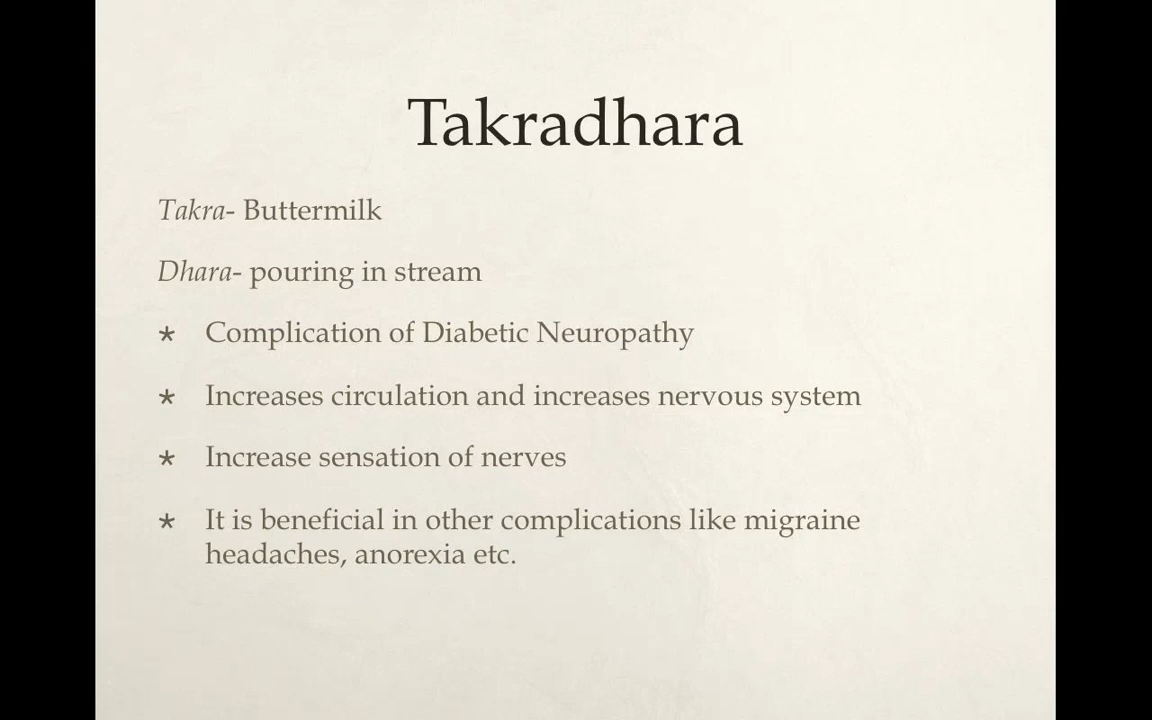 Takradhara
Takra- Buttermilk
Dhara- pouring in stream
* Complication of Diabetic Neuropathy
* Increases circulation and increases nervous system
* Increase sensation of nerves
* It is beneficial in other complications like migraine
headaches, anorexia etc.